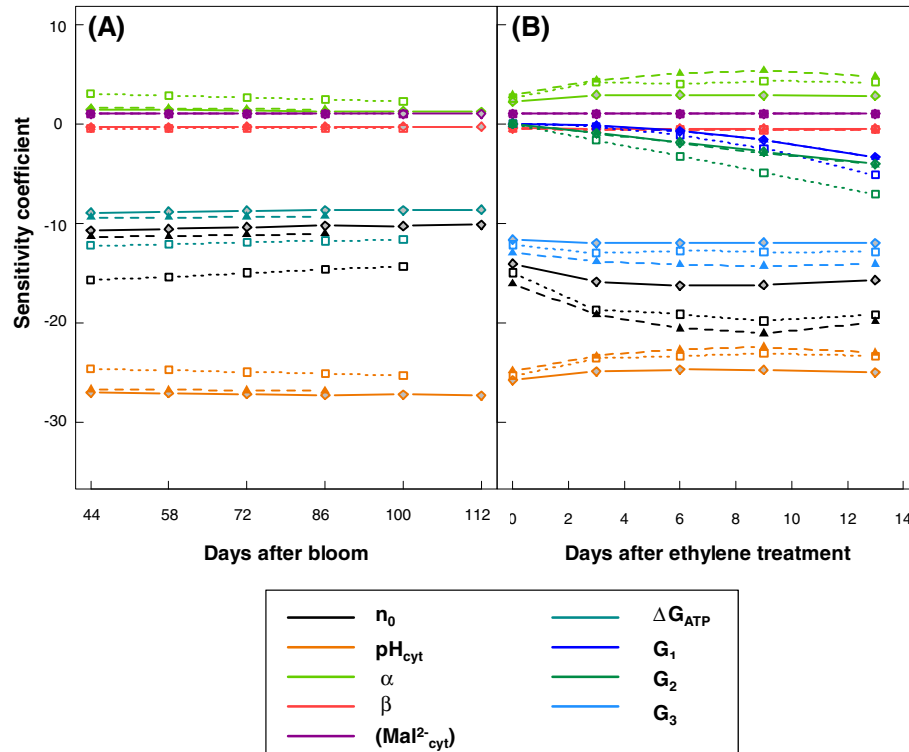 (A) (B)
10
0
-10
-20
-30
Sensitivity coefficient
44 58 72 86 100 112
0 2 4 6 8 10 12 14
Days after bloom
Days after ethylene treatment
n0 ΔGATP
pHcyt G1
α G2
β G3
(Mal2-cyt)